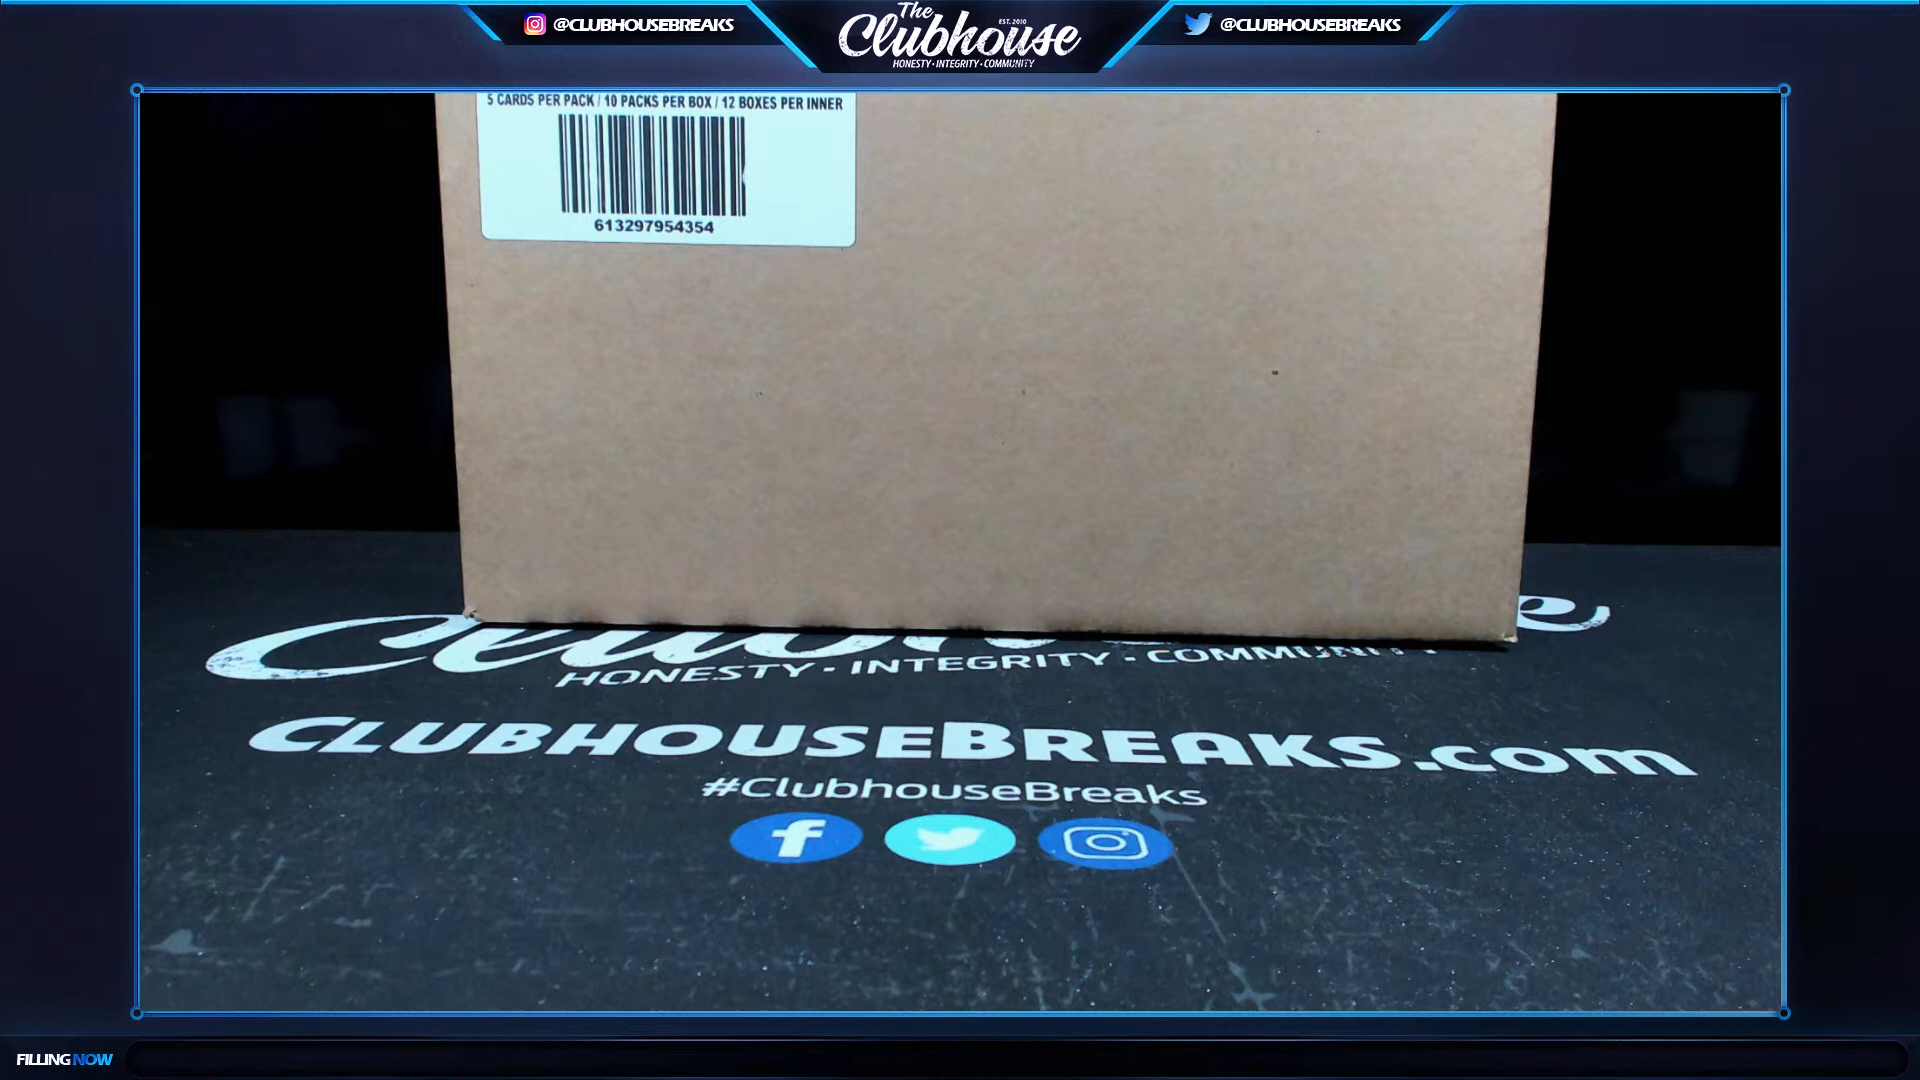 @CLUBHOUSEBREAKS
The
EST. 2010
Clubhouse
HONESTY • INTEGRITY • COMMUNITY
@CLUBHOUSEBREAKS
5 CARDS PER PACK / 10 PACKS PER BOX / 12 BOXES PER INNER
613297954354
HONESTY • INTEGRITY • COMMUNITY
CLUBHOUSEBREAKS.COM
#ClubhouseBreaks
FILLING NOW